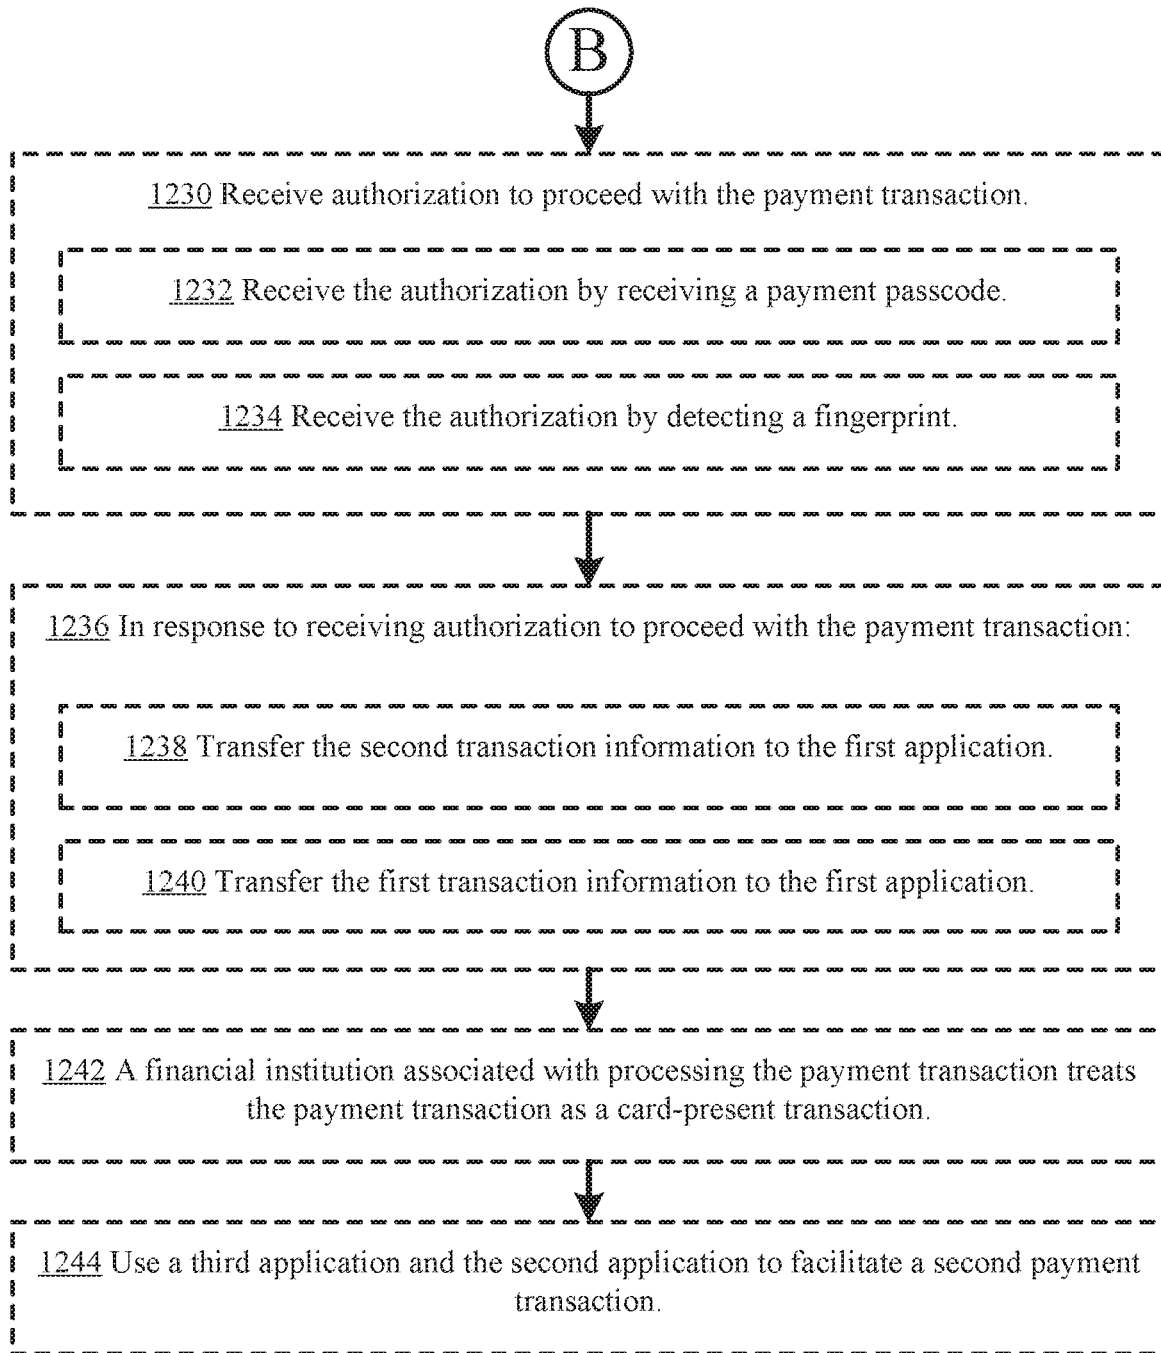 B
1230 Receive authorization to proceed with the payment transaction.
1232 Receive the authorization by receiving a payment passcode.
1234 Receive the authorization by detecting a fingerprint.
1236 In response to receiving authorization to proceed with the payment transaction:
1238 Transfer the second transaction information to the first application.
1240 Transfer the first transaction information to the first application.
1242 A financial institution associated with processing the payment transaction treats
the payment transaction as a card-present transaction.
1244 Use a third application and the second application to facilitate a second payment
transaction.